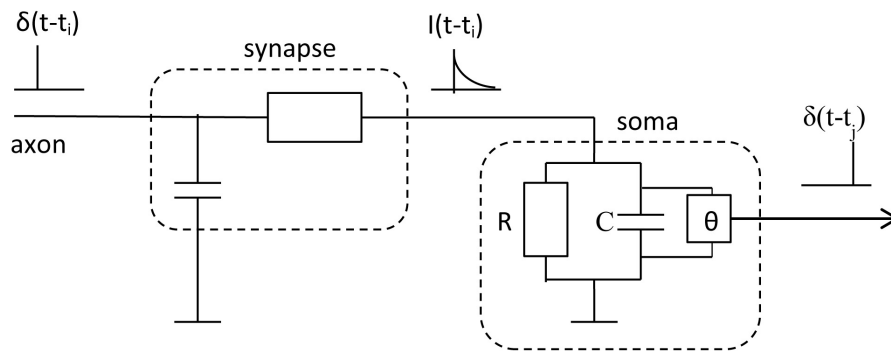 δ(t-tᵢ)
synapse
I(t-tᵢ)
axon
soma
δ(t-tⱼ)
R
C
θ